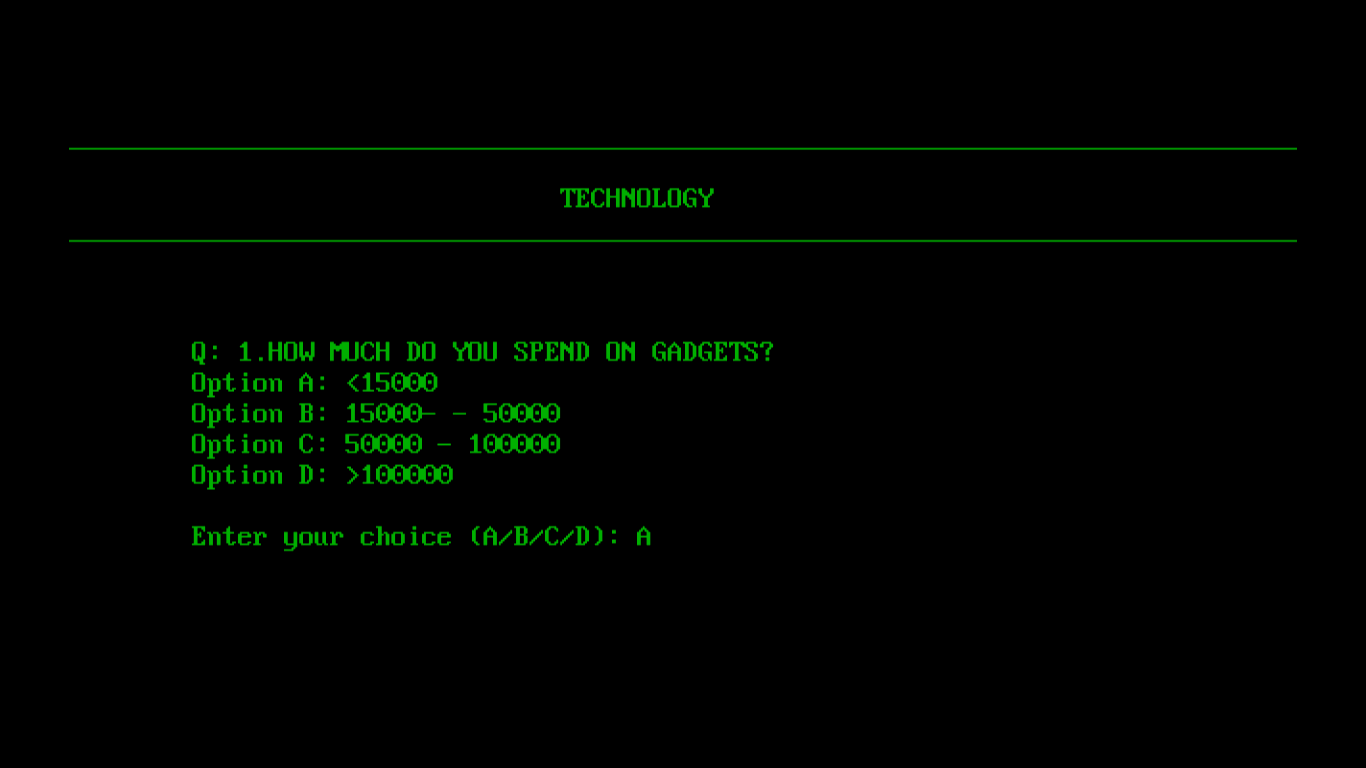 TECHNOLOGY
Q: 1.HOW MUCH DO YOU SPEND ON GADGETS?
Option A: <15000
Option B: 15000- - 50000
Option C: 50000 - 100000
Option D: >100000
Enter your choice (A/B/C/D): A